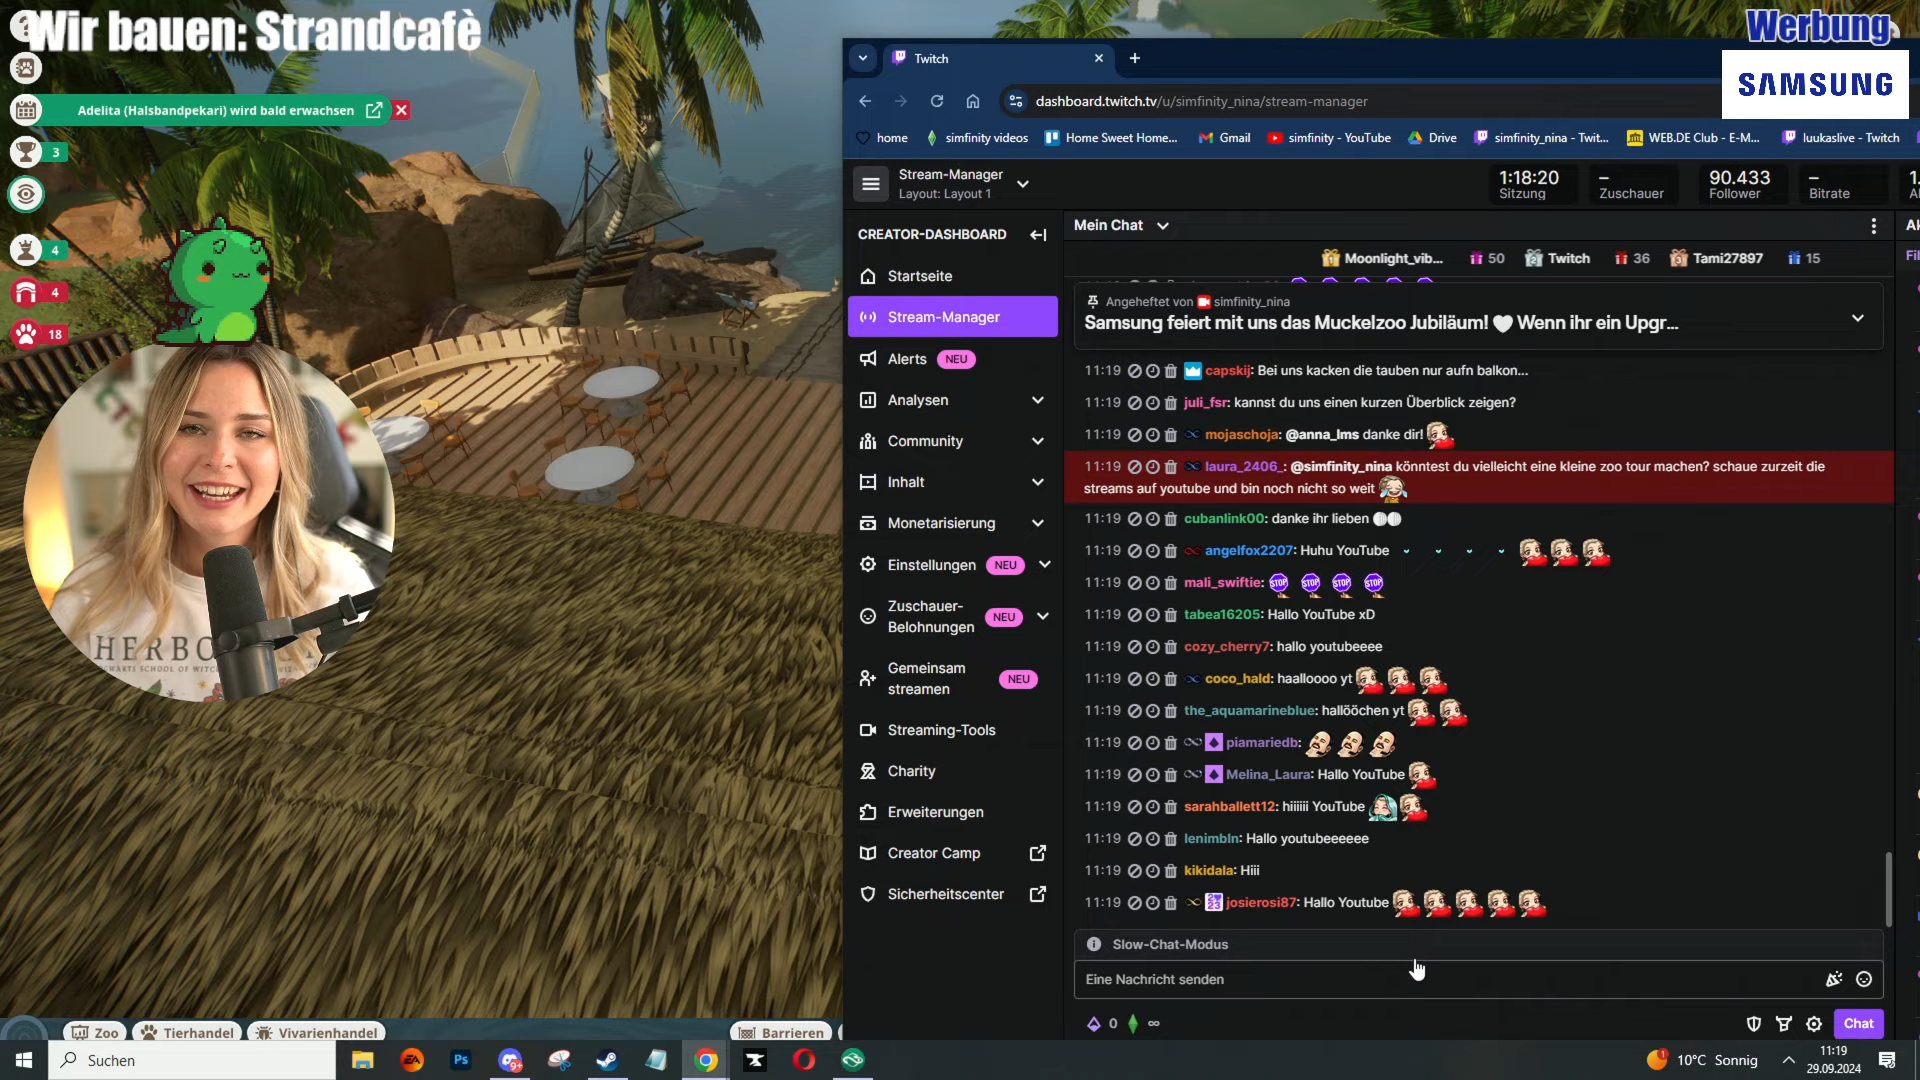 Wir bauen: Strandcafè
Werbung
SAMSUNG
Adelita (Halsbandpekari) wird bald erwachsen
3
4
4
18
HERBO
Zoo
Tierhandel
Vivarienhandel
Barrieren
Twitch
dashboard.twitch.tv/u/simfinity_nina/stream-manager
home
simfinity videos
Home Sweet Home...
Gmail
simfinity - YouTube
Drive
simfinity_nina - Twit...
WEB.DE Club - E-M...
luukaslive - Twitch
Stream-Manager
Layout: Layout 1
1:18:20
Sitzung
–
Zuschauer
90.433
Follower
–
Bitrate
CREATOR-DASHBOARD
Startseite
Stream-Manager
Alerts NEU
Analysen
Community
Inhalt
Monetarisierung
Einstellungen NEU
Zuschauer-
Belohnungen NEU
Gemeinsam
streamen NEU
Streaming-Tools
Charity
Erweiterungen
Creator Camp
Sicherheitscenter
Mein Chat
Moonlight_vib... 50 Twitch 36 Tami27897 15
Angeheftet von simfinity_nina
Samsung feiert mit uns das Muckelzoo Jubiläum! Wenn ihr ein Upgr...
11:19 capskij: Bei uns kacken die tauben nur aufn balkon...
11:19 juli_fsr: kannst du uns einen kurzen Überblick zeigen?
11:19 mojaschoja: @anna_lms danke dir!
11:19 laura_2406_: @simfinity_nina könntest du vielleicht eine kleine zoo tour machen? schaue zurzeit die
streams auf youtube und bin noch nicht so weit
11:19 cubanlink00: danke ihr lieben
11:19 angelfox2207: Huhu YouTube
11:19 mali_swiftie: STOP STOP STOP STOP
11:19 tabea16205: Hallo YouTube xD
11:19 cozy_cherry7: hallo youtubeeee
11:19 coco_hald: haalloooo yt
11:19 the_aquamarineblue: hallööchen yt
11:19 piamariedb:
11:19 Melina_Laura: Hallo YouTube
11:19 sarahballett12: hiiiiii YouTube
11:19 lenimbln: Hallo youtubeeeeee
11:19 kikidala: Hiii
11:19 josierosi87: Hallo Youtube
Slow-Chat-Modus
Eine Nachricht senden
0
Chat
Suchen
10°C Sonnig
11:19
29.09.2024